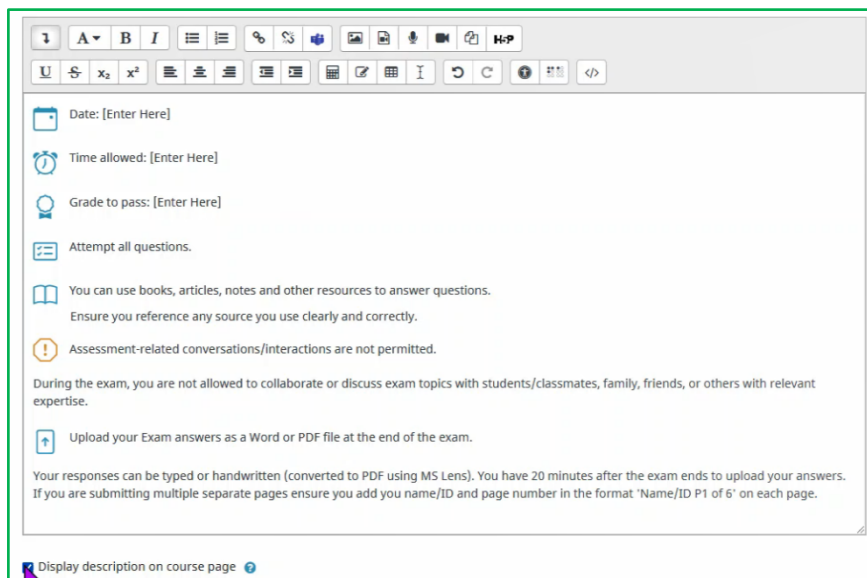 A B I H-P
U S x₂ x² </>
Date: [Enter Here]
Time allowed: [Enter Here]
Grade to pass: [Enter Here]
Attempt all questions.
You can use books, articles, notes and other resources to answer questions.
Ensure you reference any source you use clearly and correctly.
Assessment-related conversations/interactions are not permitted.
During the exam, you are not allowed to collaborate or discuss exam topics with students/classmates, family, friends, or others with relevant
expertise.
Upload your Exam answers as a Word or PDF file at the end of the exam.
Your responses can be typed or handwritten (converted to PDF using MS Lens). You have 20 minutes after the exam ends to upload your answers.
If you are submitting multiple separate pages ensure you add you name/ID and page number in the format 'Name/ID P1 of 6' on each page.
Display description on course page ?